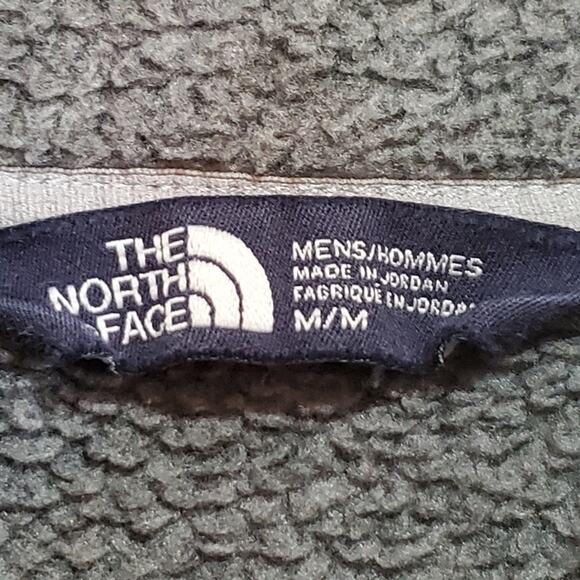 THE
NORTH
FACE
MENS/HOMMES
MADE IN JORDAN
FABRIQUE EN
M/M